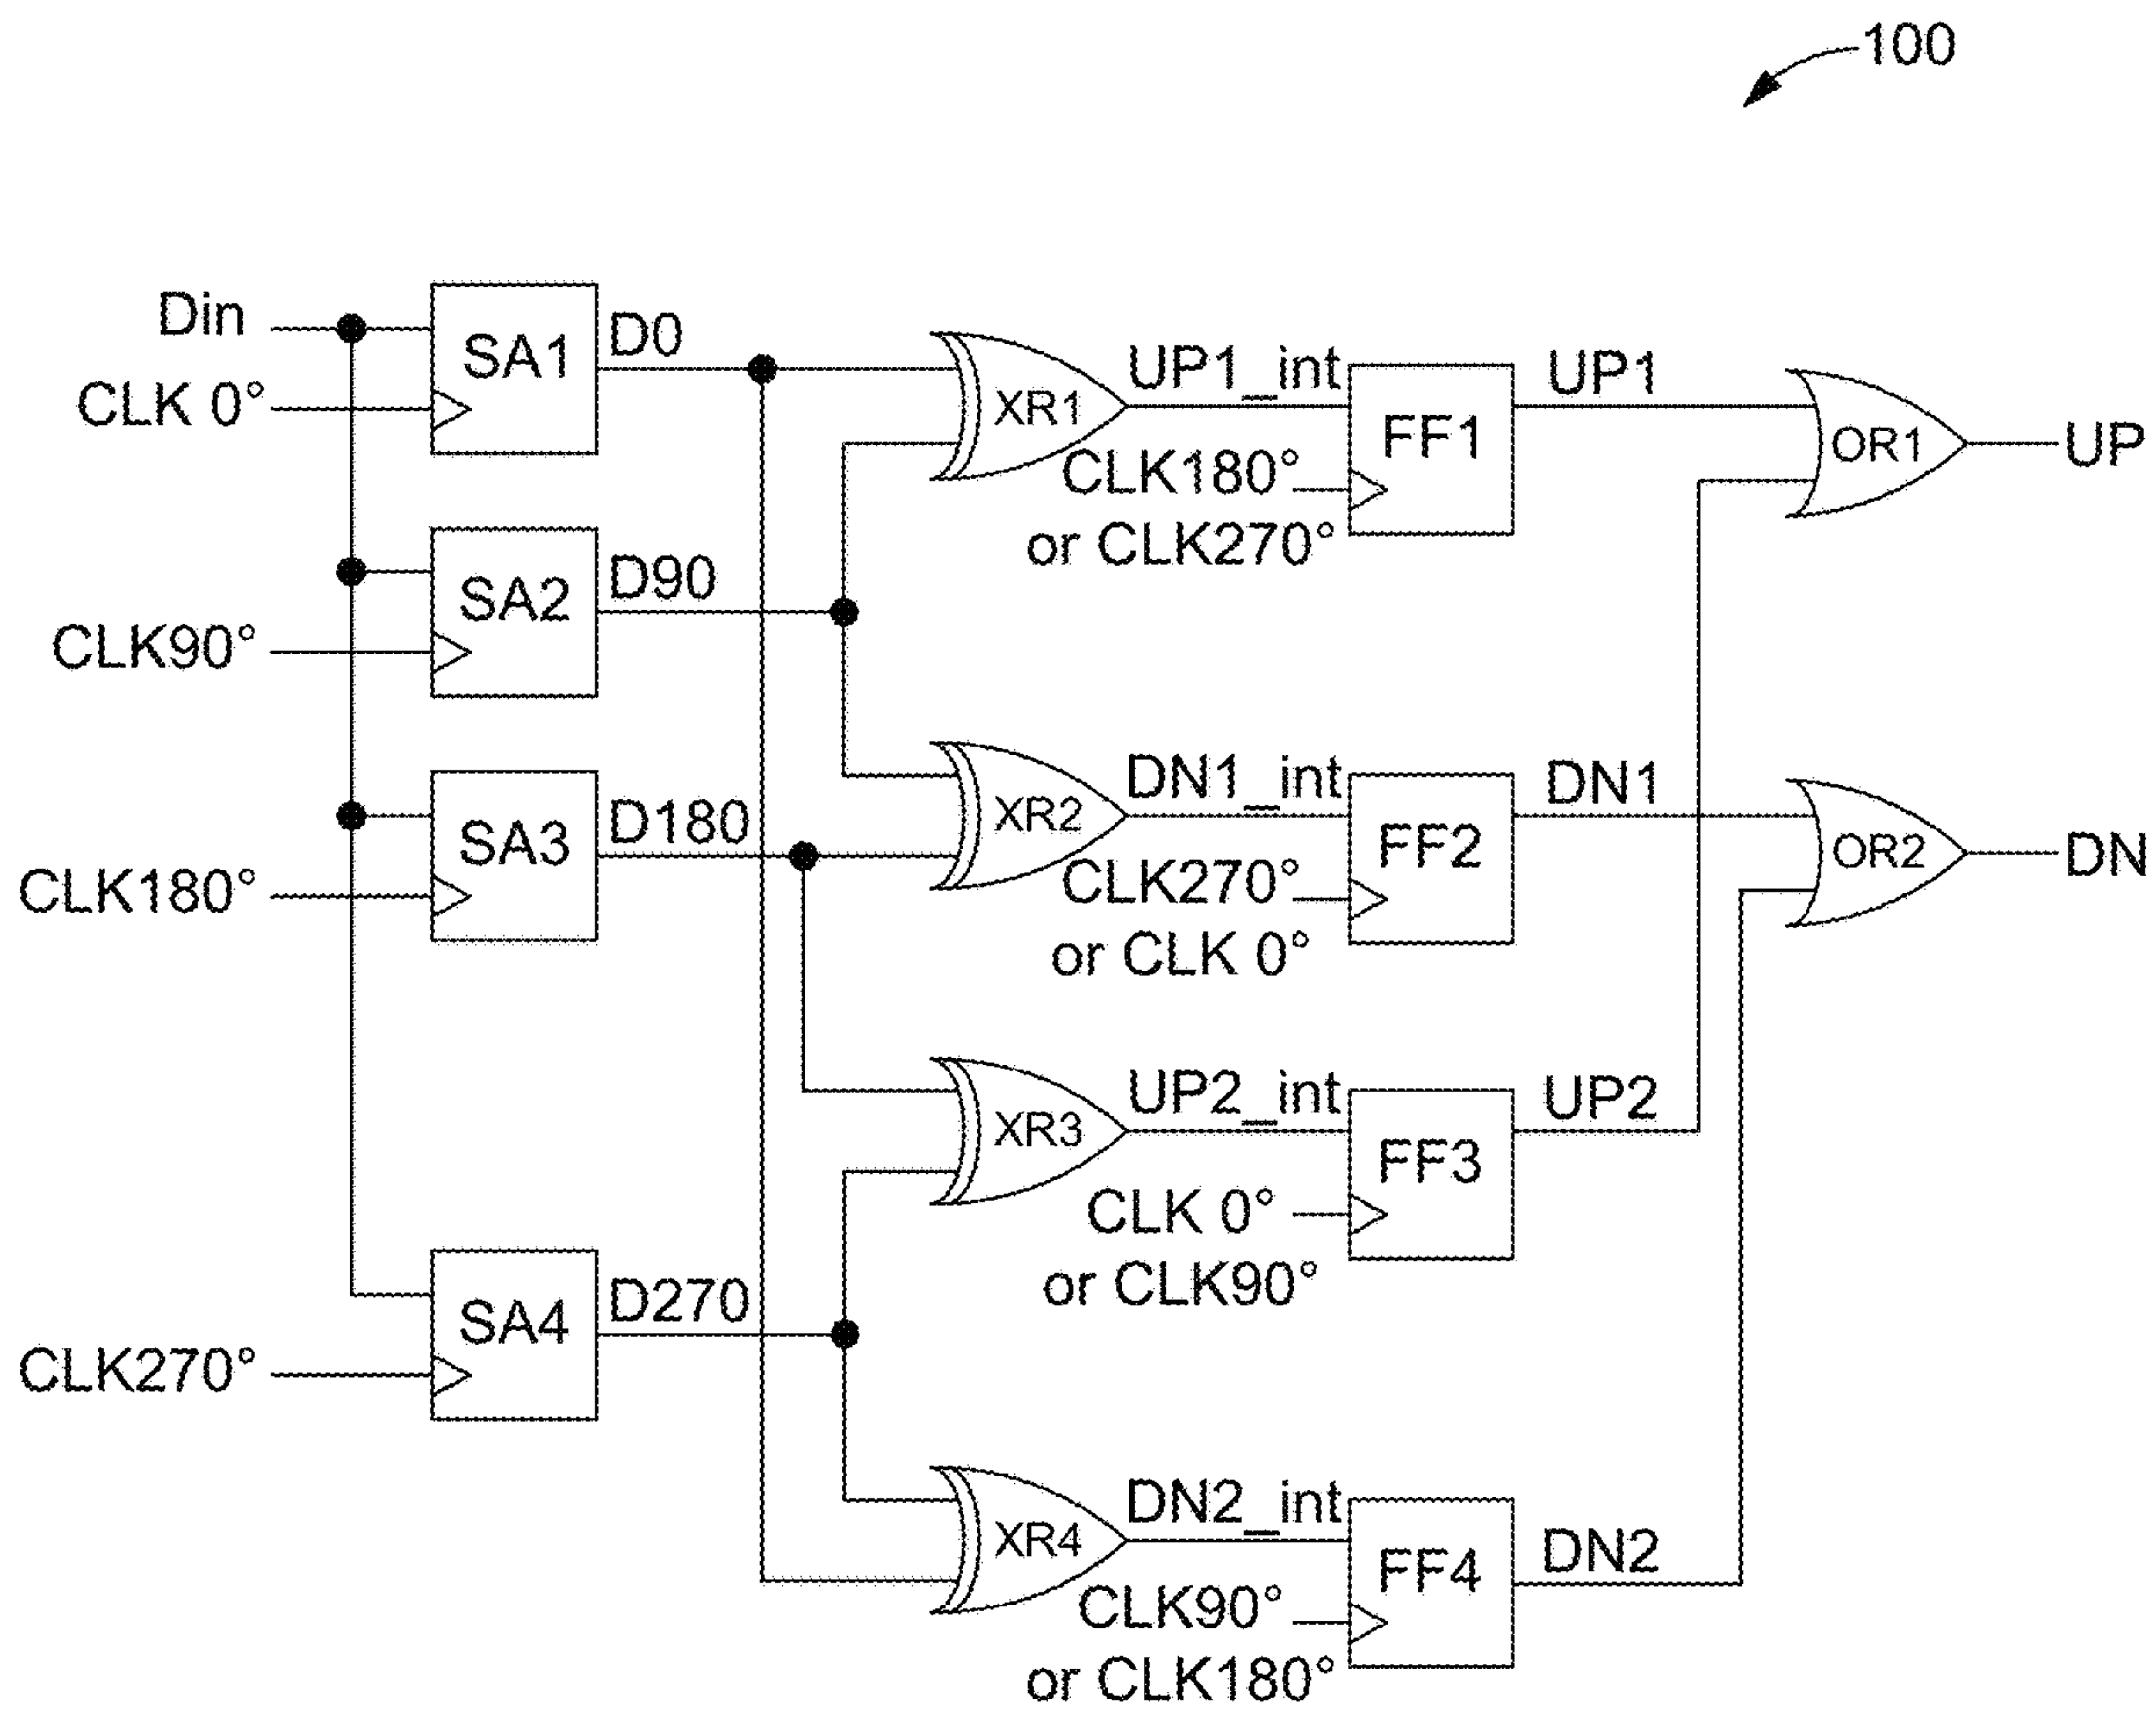 100
Din
CLK 0°
SA1
D0
XR1
UP1_int
CLK180°
or CLK270°
FF1
UP1
OR1
UP
CLK90°
SA2
D90
CLK180°
SA3
D180
XR2
DN1_int
CLK270°
or CLK 0°
FF2
DN1
OR2
DN
XR3
UP2_int
CLK 0°
or CLK90°
FF3
UP2
CLK270°
SA4
D270
XR4
DN2_int
CLK90°
or CLK180°
FF4
DN2